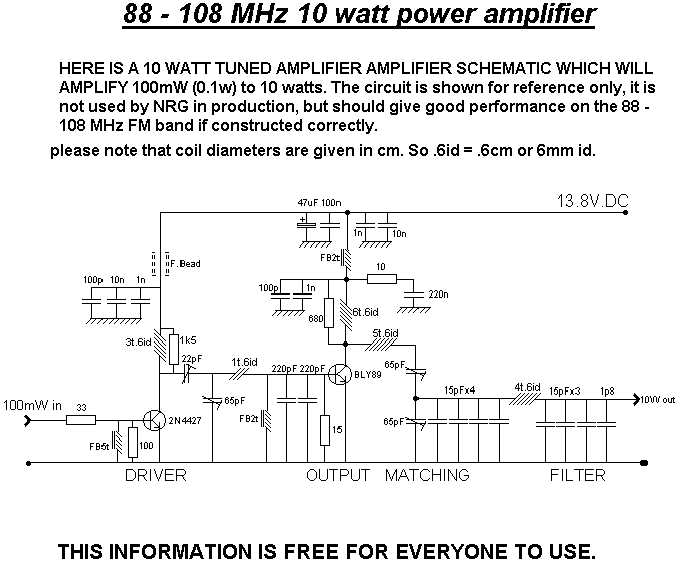 88 - 108 MHz 10 watt power amplifier
HERE IS A 10 WATT TUNED AMPLIFIER AMPLIFIER SCHEMATIC WHICH WILL
AMPLIFY 100mW (0.1w) to 10 watts. The circuit is shown for reference only, it is
not used by NRG in production, but should give good performance on the 88 -
108 MHz FM band if constructed correctly.
please note that coil diameters are given in cm. So .6id = .6cm or 6mm id.
47uF 100n
13.8V.DC
+
1n
10n
FB2t
F.Bead
10
100p 10n 1n
100p
1n
220n
680
6t.6id
3t.6id
1k5
5t.6id
22pF
1t.6id
65pF
220pF 220pF
BLY89
15pFx4
4t.6id
15pFx3
1p8
100mW in
33
65pF
10W out
2N4427
FB2t
65pF
FB5t
100
15
DRIVER
OUTPUT
MATCHING
FILTER
THIS INFORMATION IS FREE FOR EVERYONE TO USE.